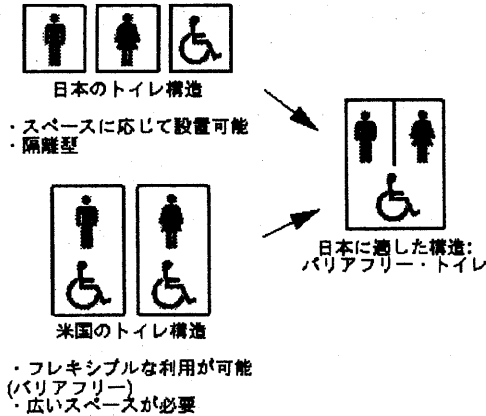 日本のトイレ構造
・スペースに応じて設置可能
・隔離型
米国のトイレ構造
・フレキシブルな利用が可能
(バリアフリー)
・広いスペースが必要
日本に適した構造:
バリアフリー・トイレ